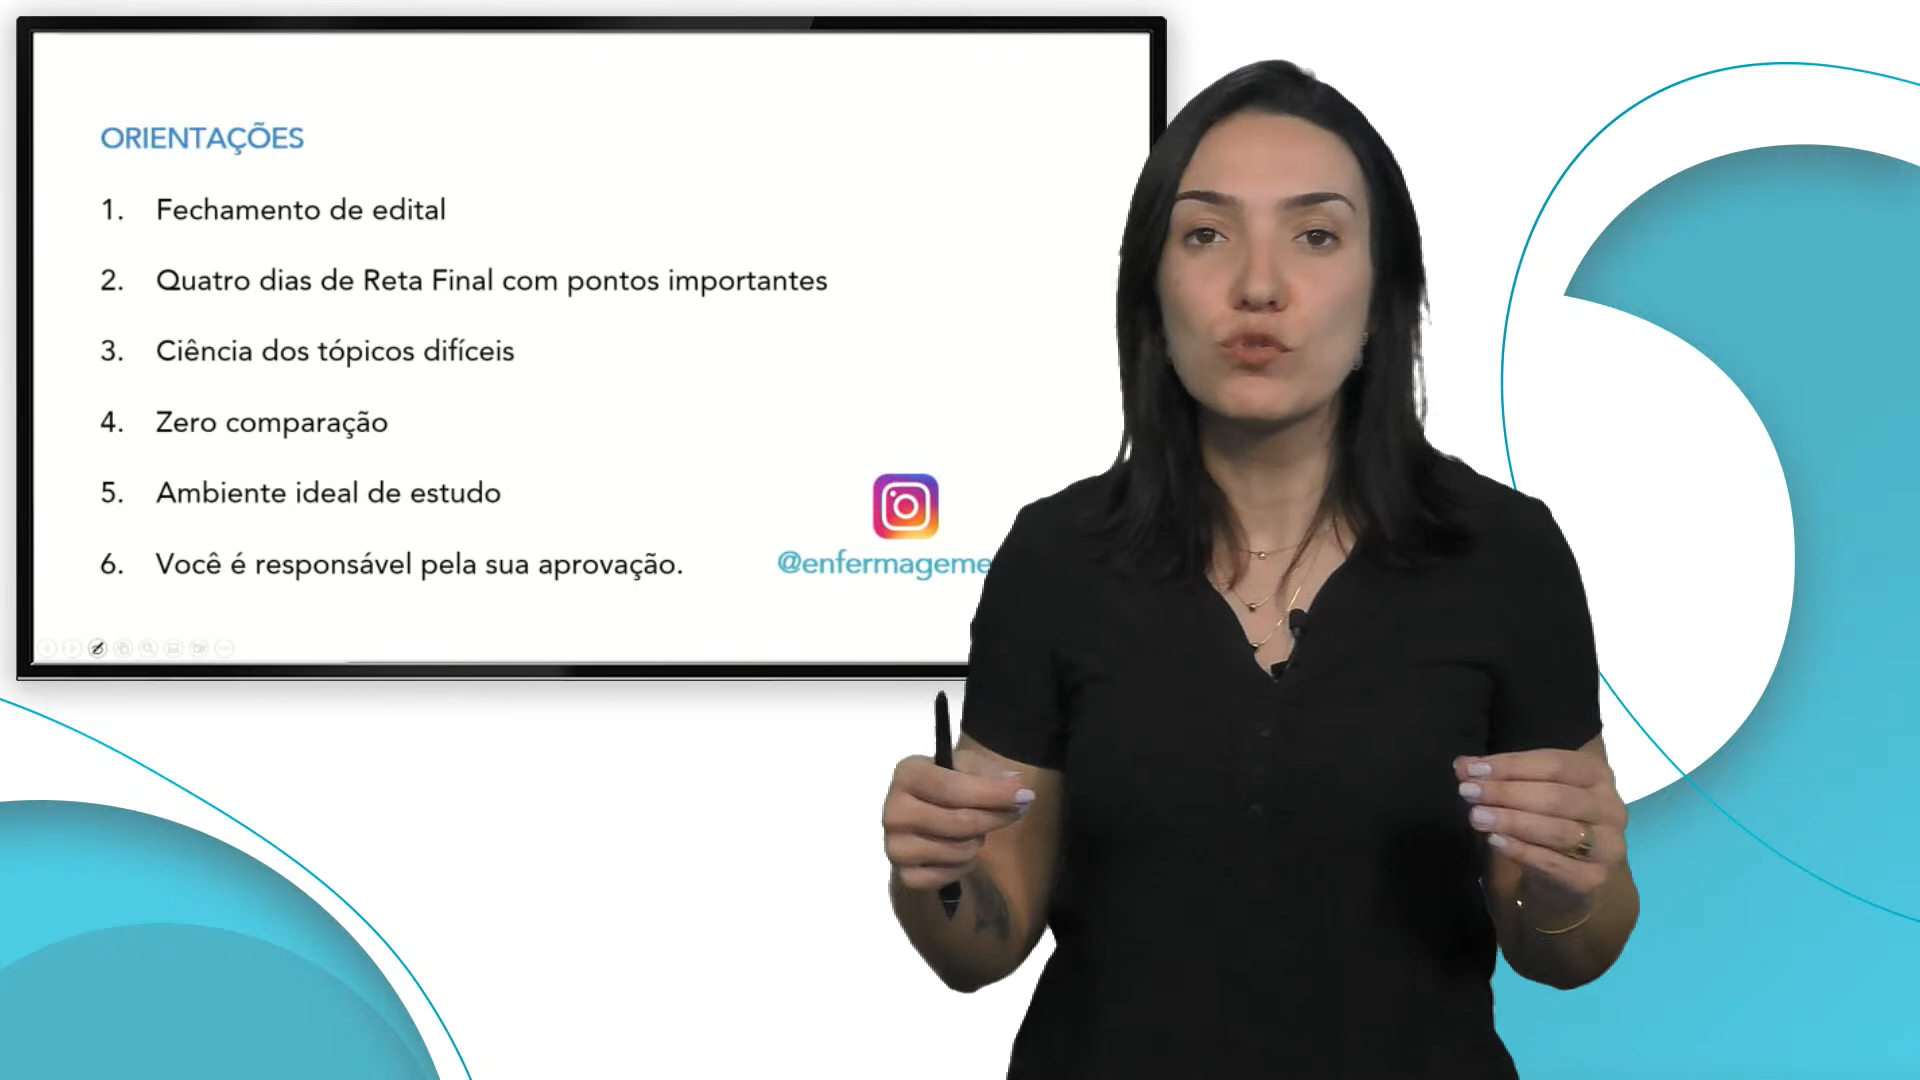 ORIENTAÇÕES
1. Fechamento de edital
2. Quatro dias de Reta Final com pontos importantes
3. Ciência dos tópicos difíceis
4. Zero comparação
5. Ambiente ideal de estudo
6. Você é responsável pela sua aprovação.
@enfermageme